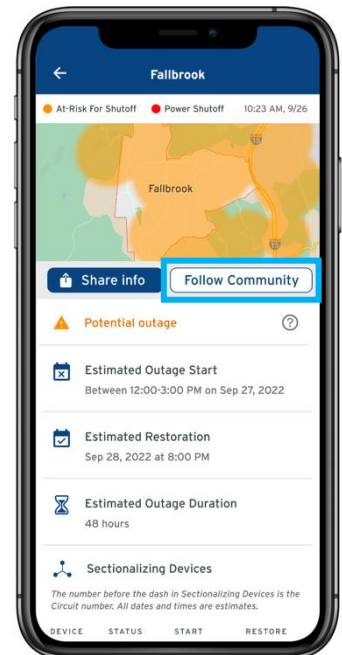 Fallbrook
At-Risk For Shutoff Power Shutoff 10:23 AM, 9/26
15
Fallbrook
15
Share info Follow Community
Potential outage ?
Estimated Outage Start
Between 12:00-3:00 PM on Sep 27, 2022
Estimated Restoration
Sep 28, 2022 at 8:00 PM
Estimated Outage Duration
48 hours
Sectionalizing Devices
The number before the dash in Sectionalizing Devices is the
Circuit number. All dates and times are estimates.
DEVICE STATUS START RESTORE